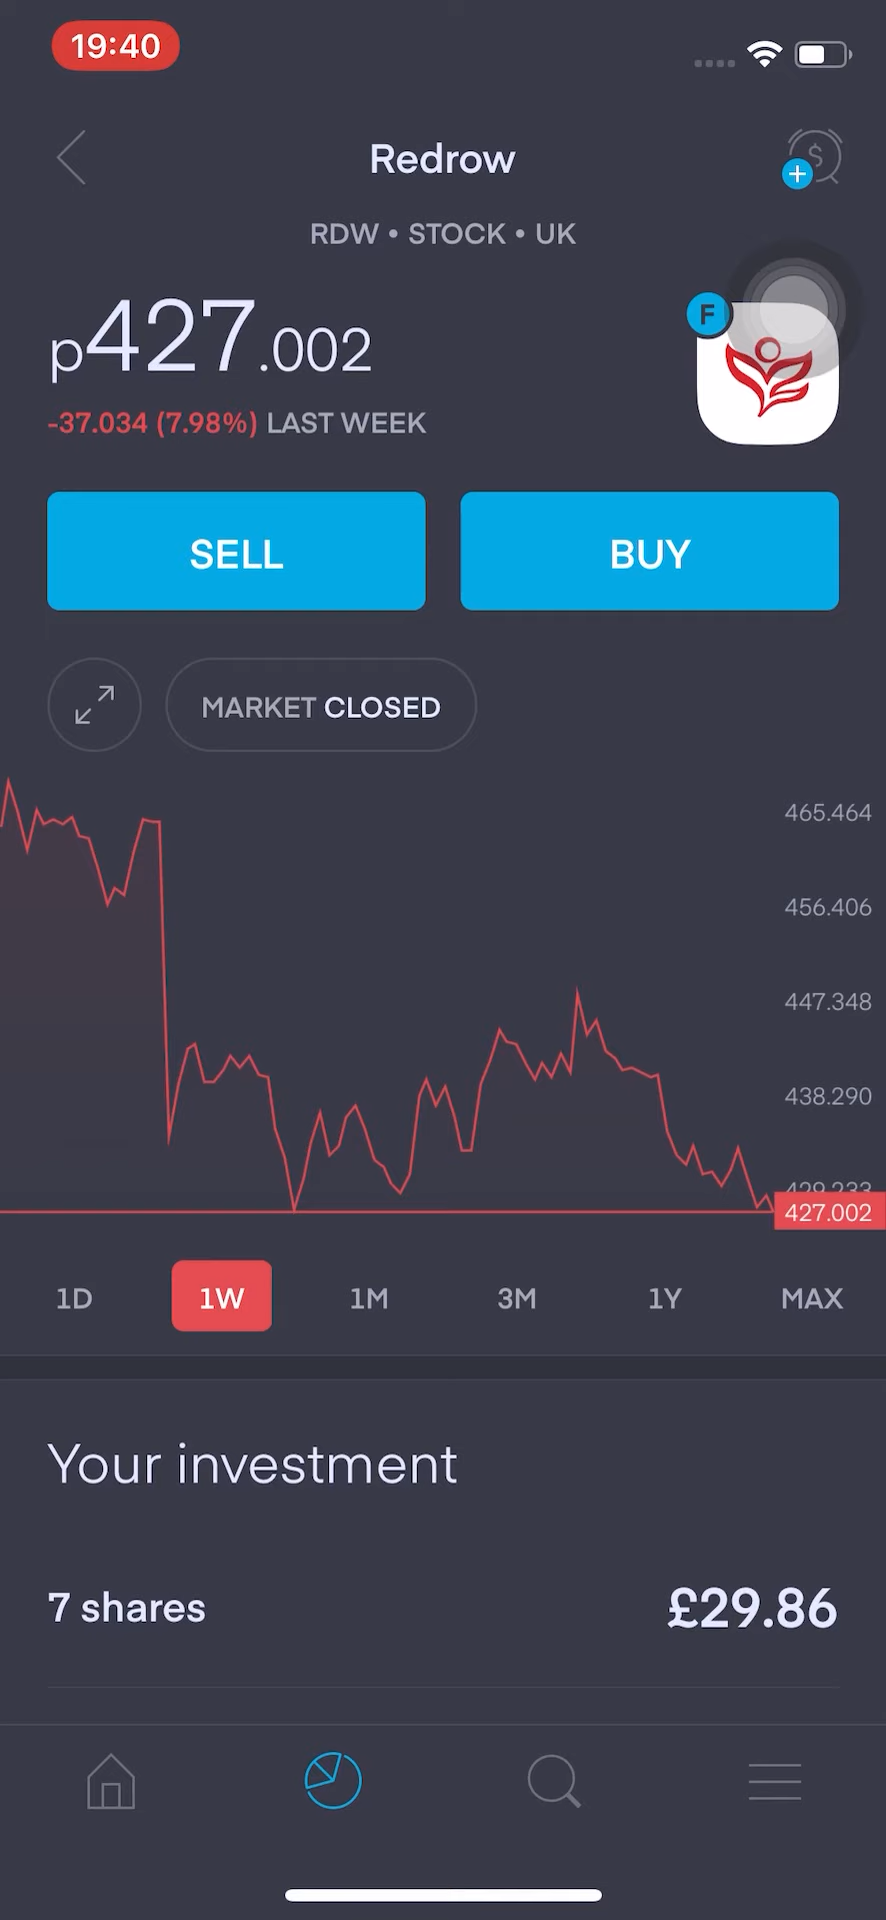 19:40
Redrow
RDW • STOCK • UK
p427.002
F
-37.034 (7.98%) LAST WEEK
SELL BUY
MARKET CLOSED
465.464
456.406
447.348
438.290
427.002
1D 1W 1M 3M 1Y MAX
Your investment
7 shares £29.86